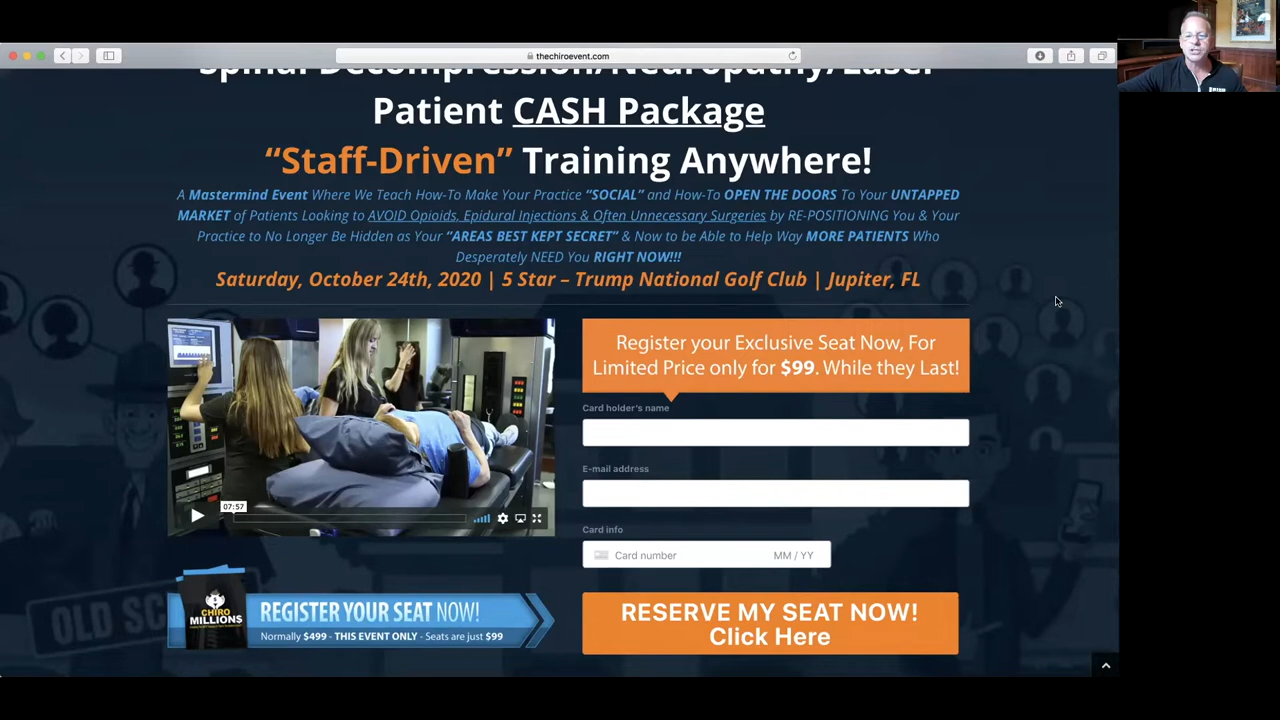 thechiroevent.com
Spinal Decompression/Neuropathy/Laser
Patient CASH Package
“Staff-Driven” Training Anywhere!
A Mastermind Event Where We Teach How-To Make Your Practice “SOCIAL” and How-To OPEN THE DOORS To Your UNTAPPED
MARKET of Patients Looking to AVOID Opioids, Epidural Injections & Often Unnecessary Surgeries by RE-POSITIONING You & Your
Practice to No Longer Be Hidden as Your “AREAS BEST KEPT SECRET” & Now to be Able to Help Way MORE PATIENTS Who
Desperately NEED You RIGHT NOW!!!
Saturday, October 24th, 2020 | 5 Star – Trump National Golf Club | Jupiter, FL
Register your Exclusive Seat Now, For
Limited Price only for $99. While they Last!
Card holder's name
E-mail address
07:57
Card info
Card number MM / YY
CHIRO
MILLIONS
REGISTER YOUR SEAT NOW!
Normally $499 - THIS EVENT ONLY - Seats are just $99
RESERVE MY SEAT NOW!
Click Here
OLD SC